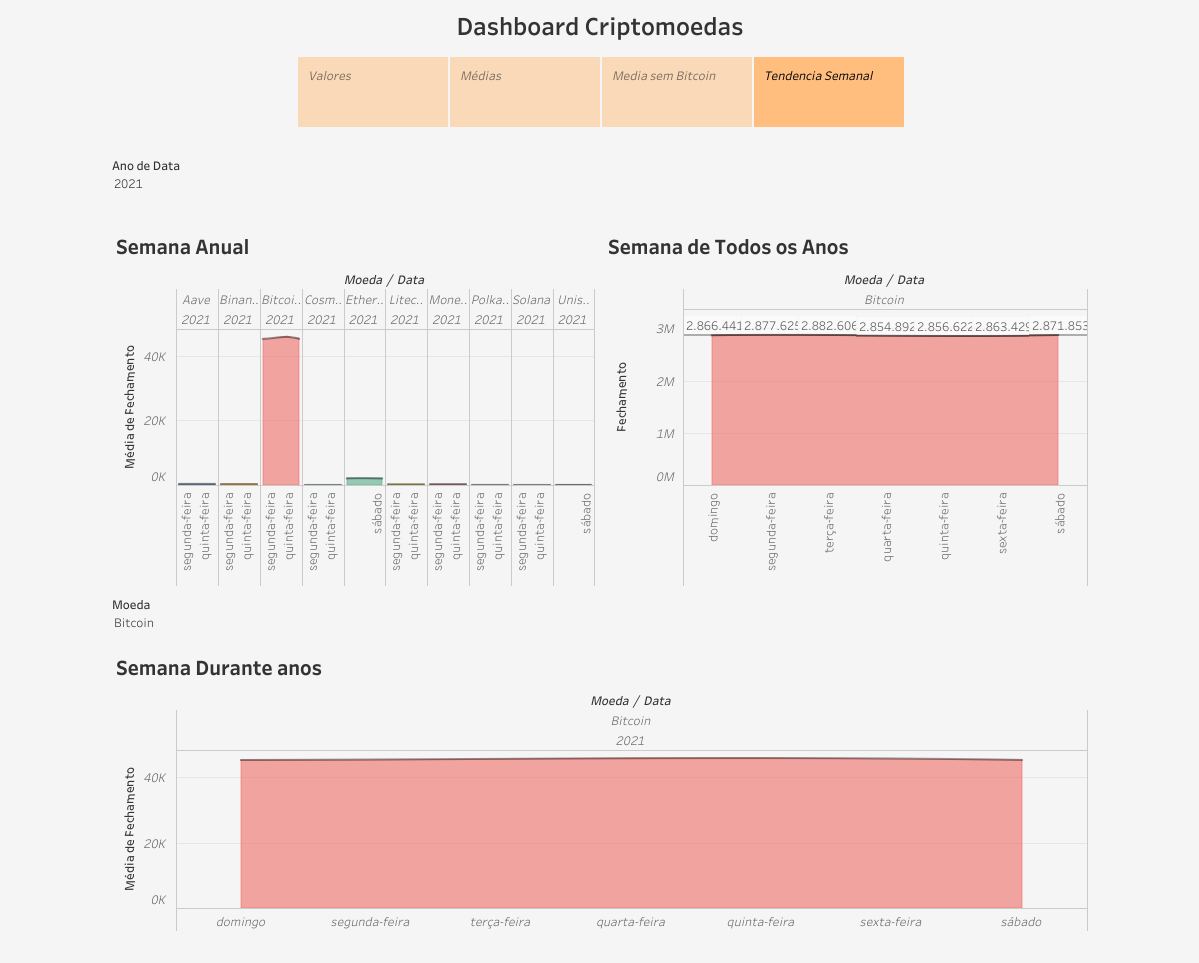 Dashboard Criptomoedas
Valores
Médias
Media sem Bitcoin
Tendencia Semanal
Ano de Data
2021
Semana Anual
Moeda / Data
Aave Binan.. Bitcoi.. Cosm.. Ether.. Litec.. Mone.. Polka.. Solana Unis..
2021 2021 2021 2021 2021 2021 2021 2021 2021 2021
Média de Fechamento
40K
20K
0K
segunda-feira quinta-feira segunda-feira quinta-feira segunda-feira quinta-feira segunda-feira quinta-feira sábado segunda-feira quinta-feira segunda-feira quinta-feira segunda-feira quinta-feira segunda-feira quinta-feira sábado
Semana de Todos os Anos
Moeda / Data
Bitcoin
2.866.441 2.877.625 2.882.606 2.854.892 2.856.622 2.863.429 2.871.853
Fechamento
3M
2M
1M
0M
domingo segunda-feira terça-feira quarta-feira quinta-feira sexta-feira sábado
Moeda
Bitcoin
Semana Durante anos
Moeda / Data
Bitcoin
2021
Média de Fechamento
40K
20K
0K
domingo segunda-feira terça-feira quarta-feira quinta-feira sexta-feira sábado